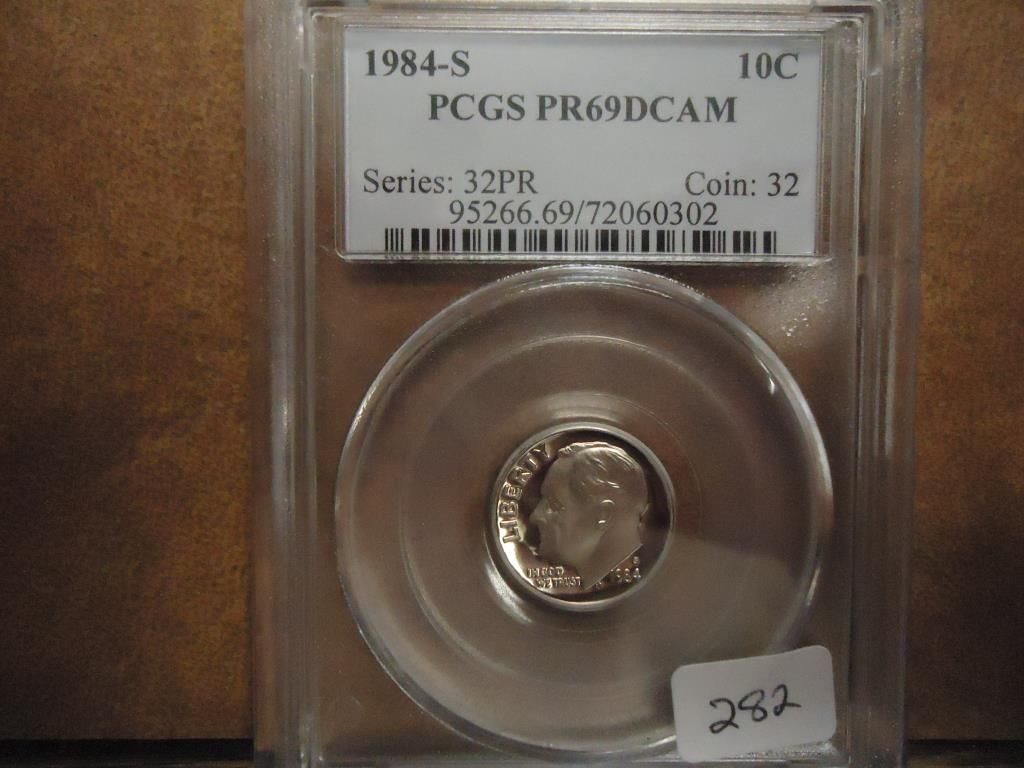 1984-S 10C
PCGS PR69DCAM
Series: 32PR Coin: 32
95266.69/72060302
LIBERTY
IN GOD
WE TRUST
S
1984
282